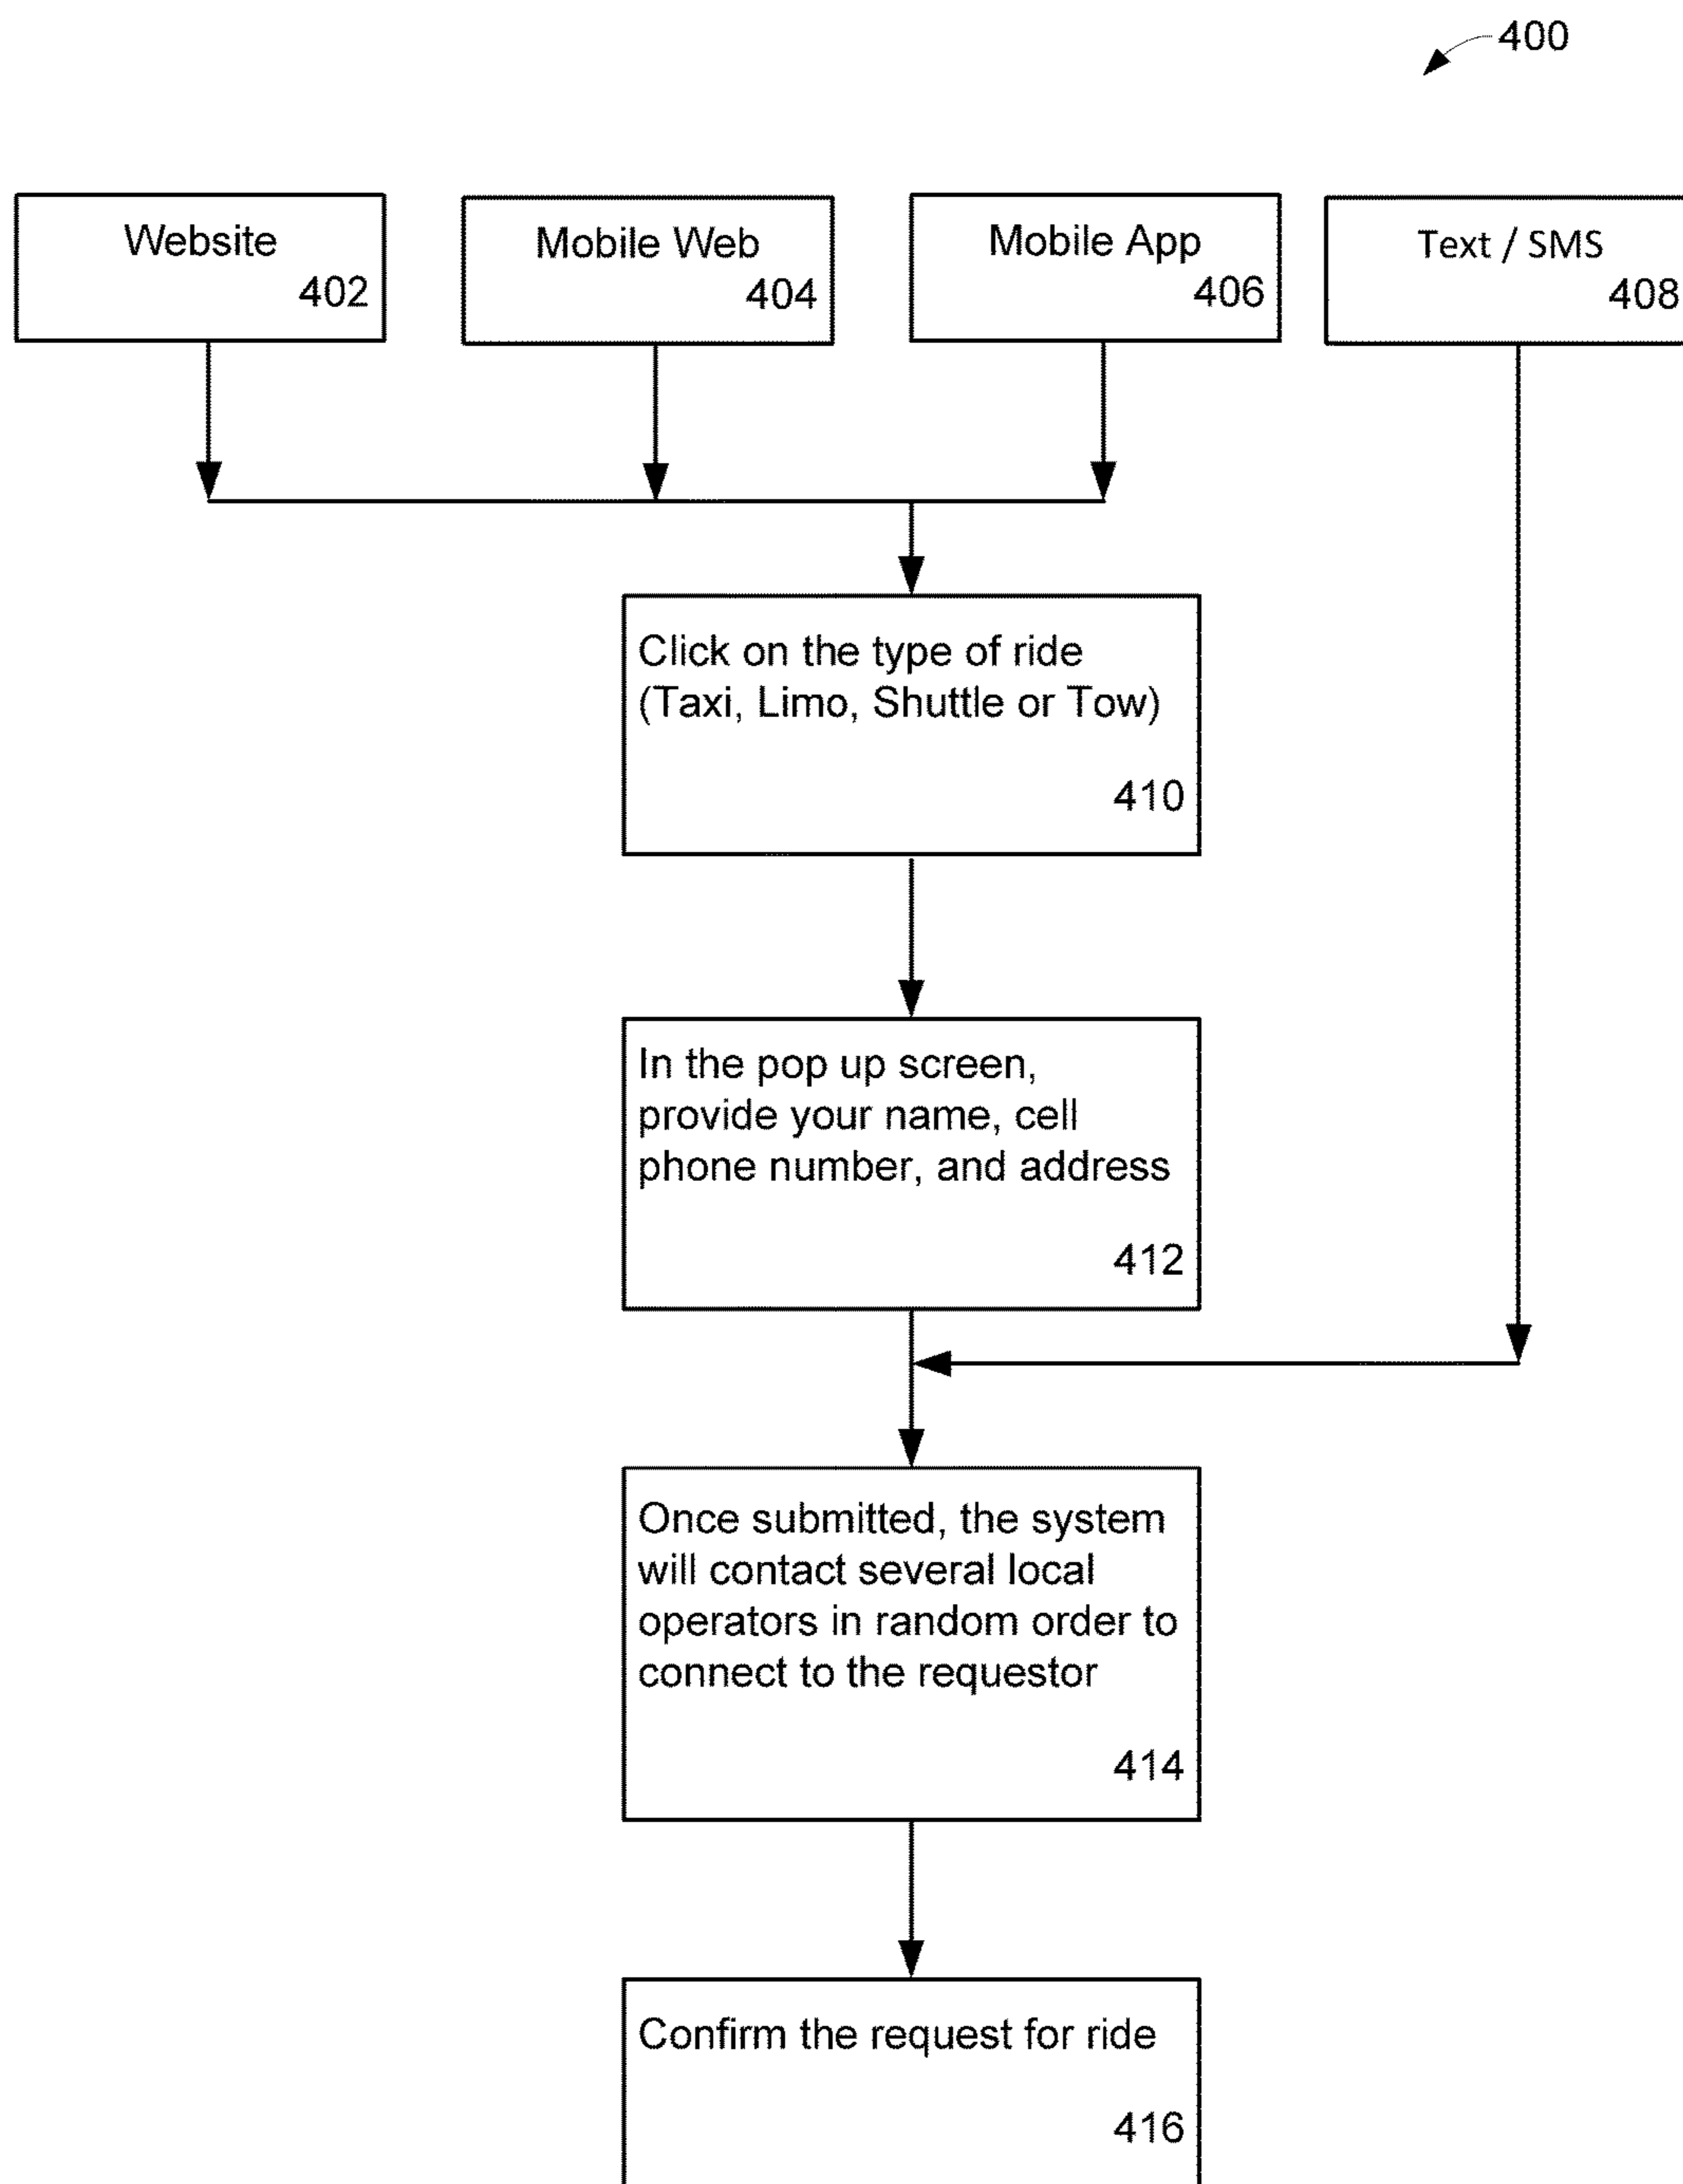 400
Website
402
Mobile Web
404
Mobile App
406
Text / SMS
408
Click on the type of ride
(Taxi, Limo, Shuttle or Tow)
410
In the pop up screen,
provide your name, cell
phone number, and address
412
Once submitted, the system
will contact several local
operators in random order to
connect to the requestor
414
Confirm the request for ride
416